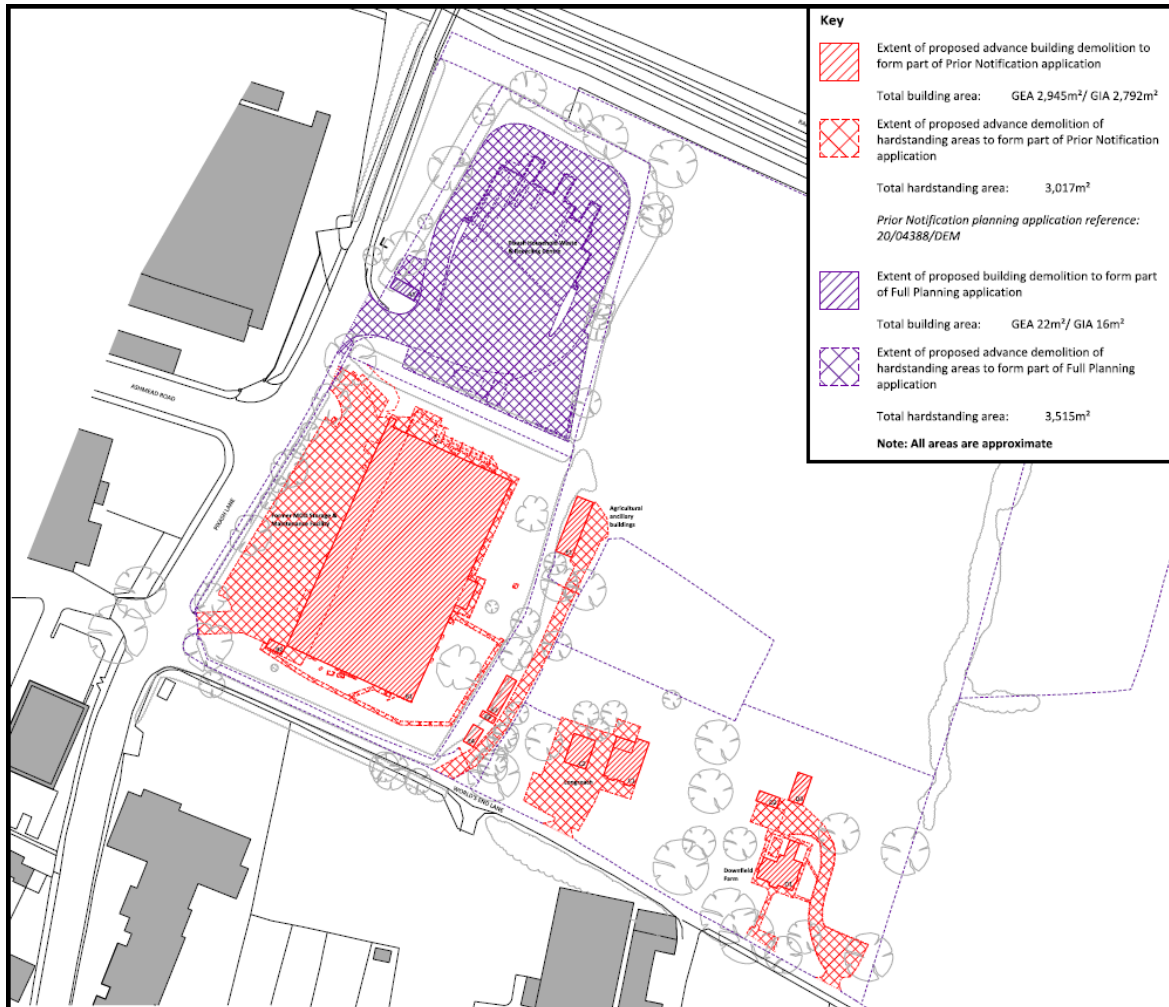 Key
Extent of proposed advance building demolition to
form part of Prior Notification application
Total building area: GEA 2,945m²/ GIA 2,792m²
Extent of proposed advance demolition of
hardstanding areas to form part of Prior Notification
application
Total hardstanding area: 3,017m²
Prior Notification planning application reference:
20/04388/DEM
Extent of proposed building demolition to form part
of Full Planning application
Total building area: GEA 22m²/ GIA 16m²
Extent of proposed advance demolition of
hardstanding areas to form part of Full Planning
application
Total hardstanding area: 3,515m²
Note: All areas are approximate
ASHMEAD ROAD
PIXASH LANE
Former MOD Storage &
Maintenance Facility
Agricultural
ancillary
buildings
WORLD'S END LANE
Downfield
Farm